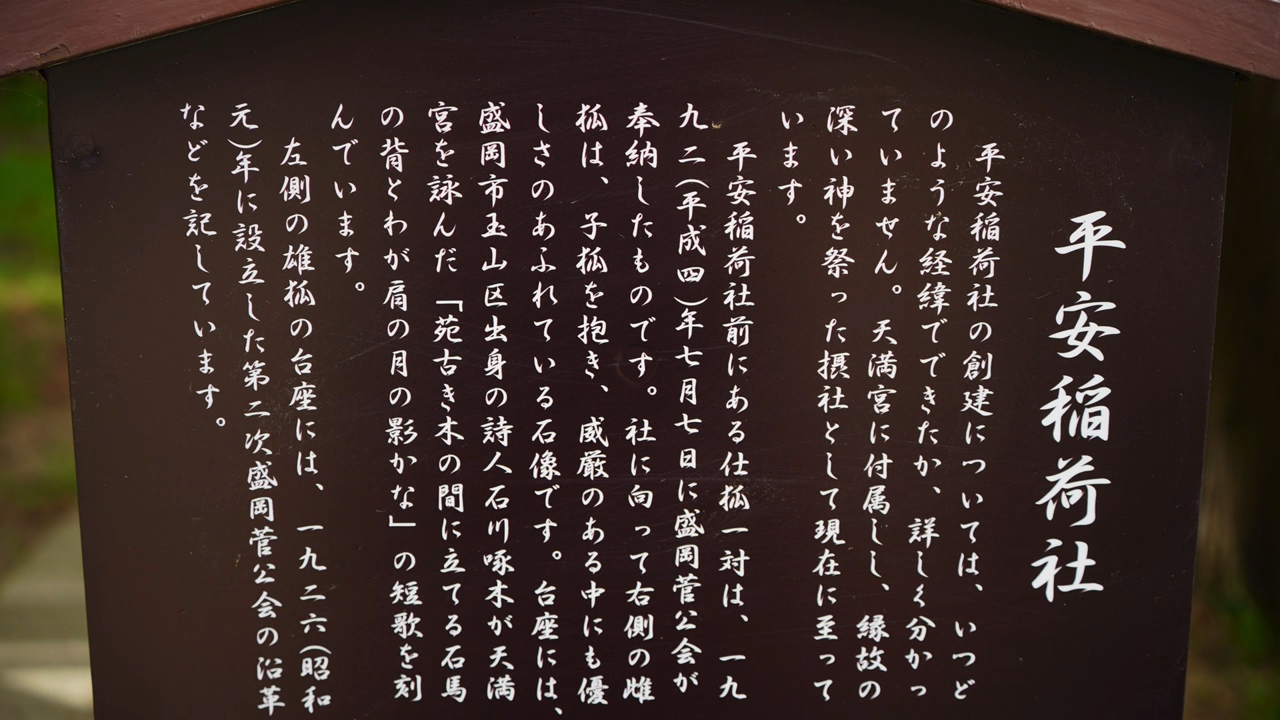 平安稲荷社
平安稲荷社の創建については、いつど
のような経緯でできたか、詳しく分かっ
ていません。天満宮に付属しし、縁故の
深い神を祭った摂社として現在に至って
います。
平安稲荷社前にある仕狐一対は、一九
九二(平成四)年七月七日に盛岡菅公会が
奉納したものです。社に向って右側の雌
狐は、子狐を抱き、威厳のある中にも優
しさのあふれている石像です。台座には、
盛岡市玉山区出身の詩人石川啄木が天満
宮を詠んだ「苑古き木の間に立てる石馬
の背とわが肩の月の影かな」の短歌を刻
んでいます。
左側の雄狐の台座には、一九二六(昭和
元)年に設立した第二次盛岡菅公会の沿革
などを記しています。